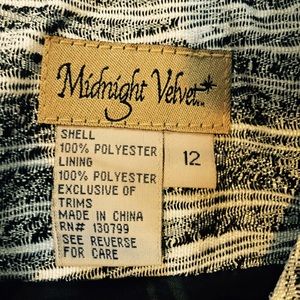 Midnight Velvet
SHELL
100% POLYESTER
LINING
100% POLYESTER
EXCLUSIVE OF
TRIMS
MADE IN CHINA
RN# 130799
SEE REVERSE
FOR CARE
12